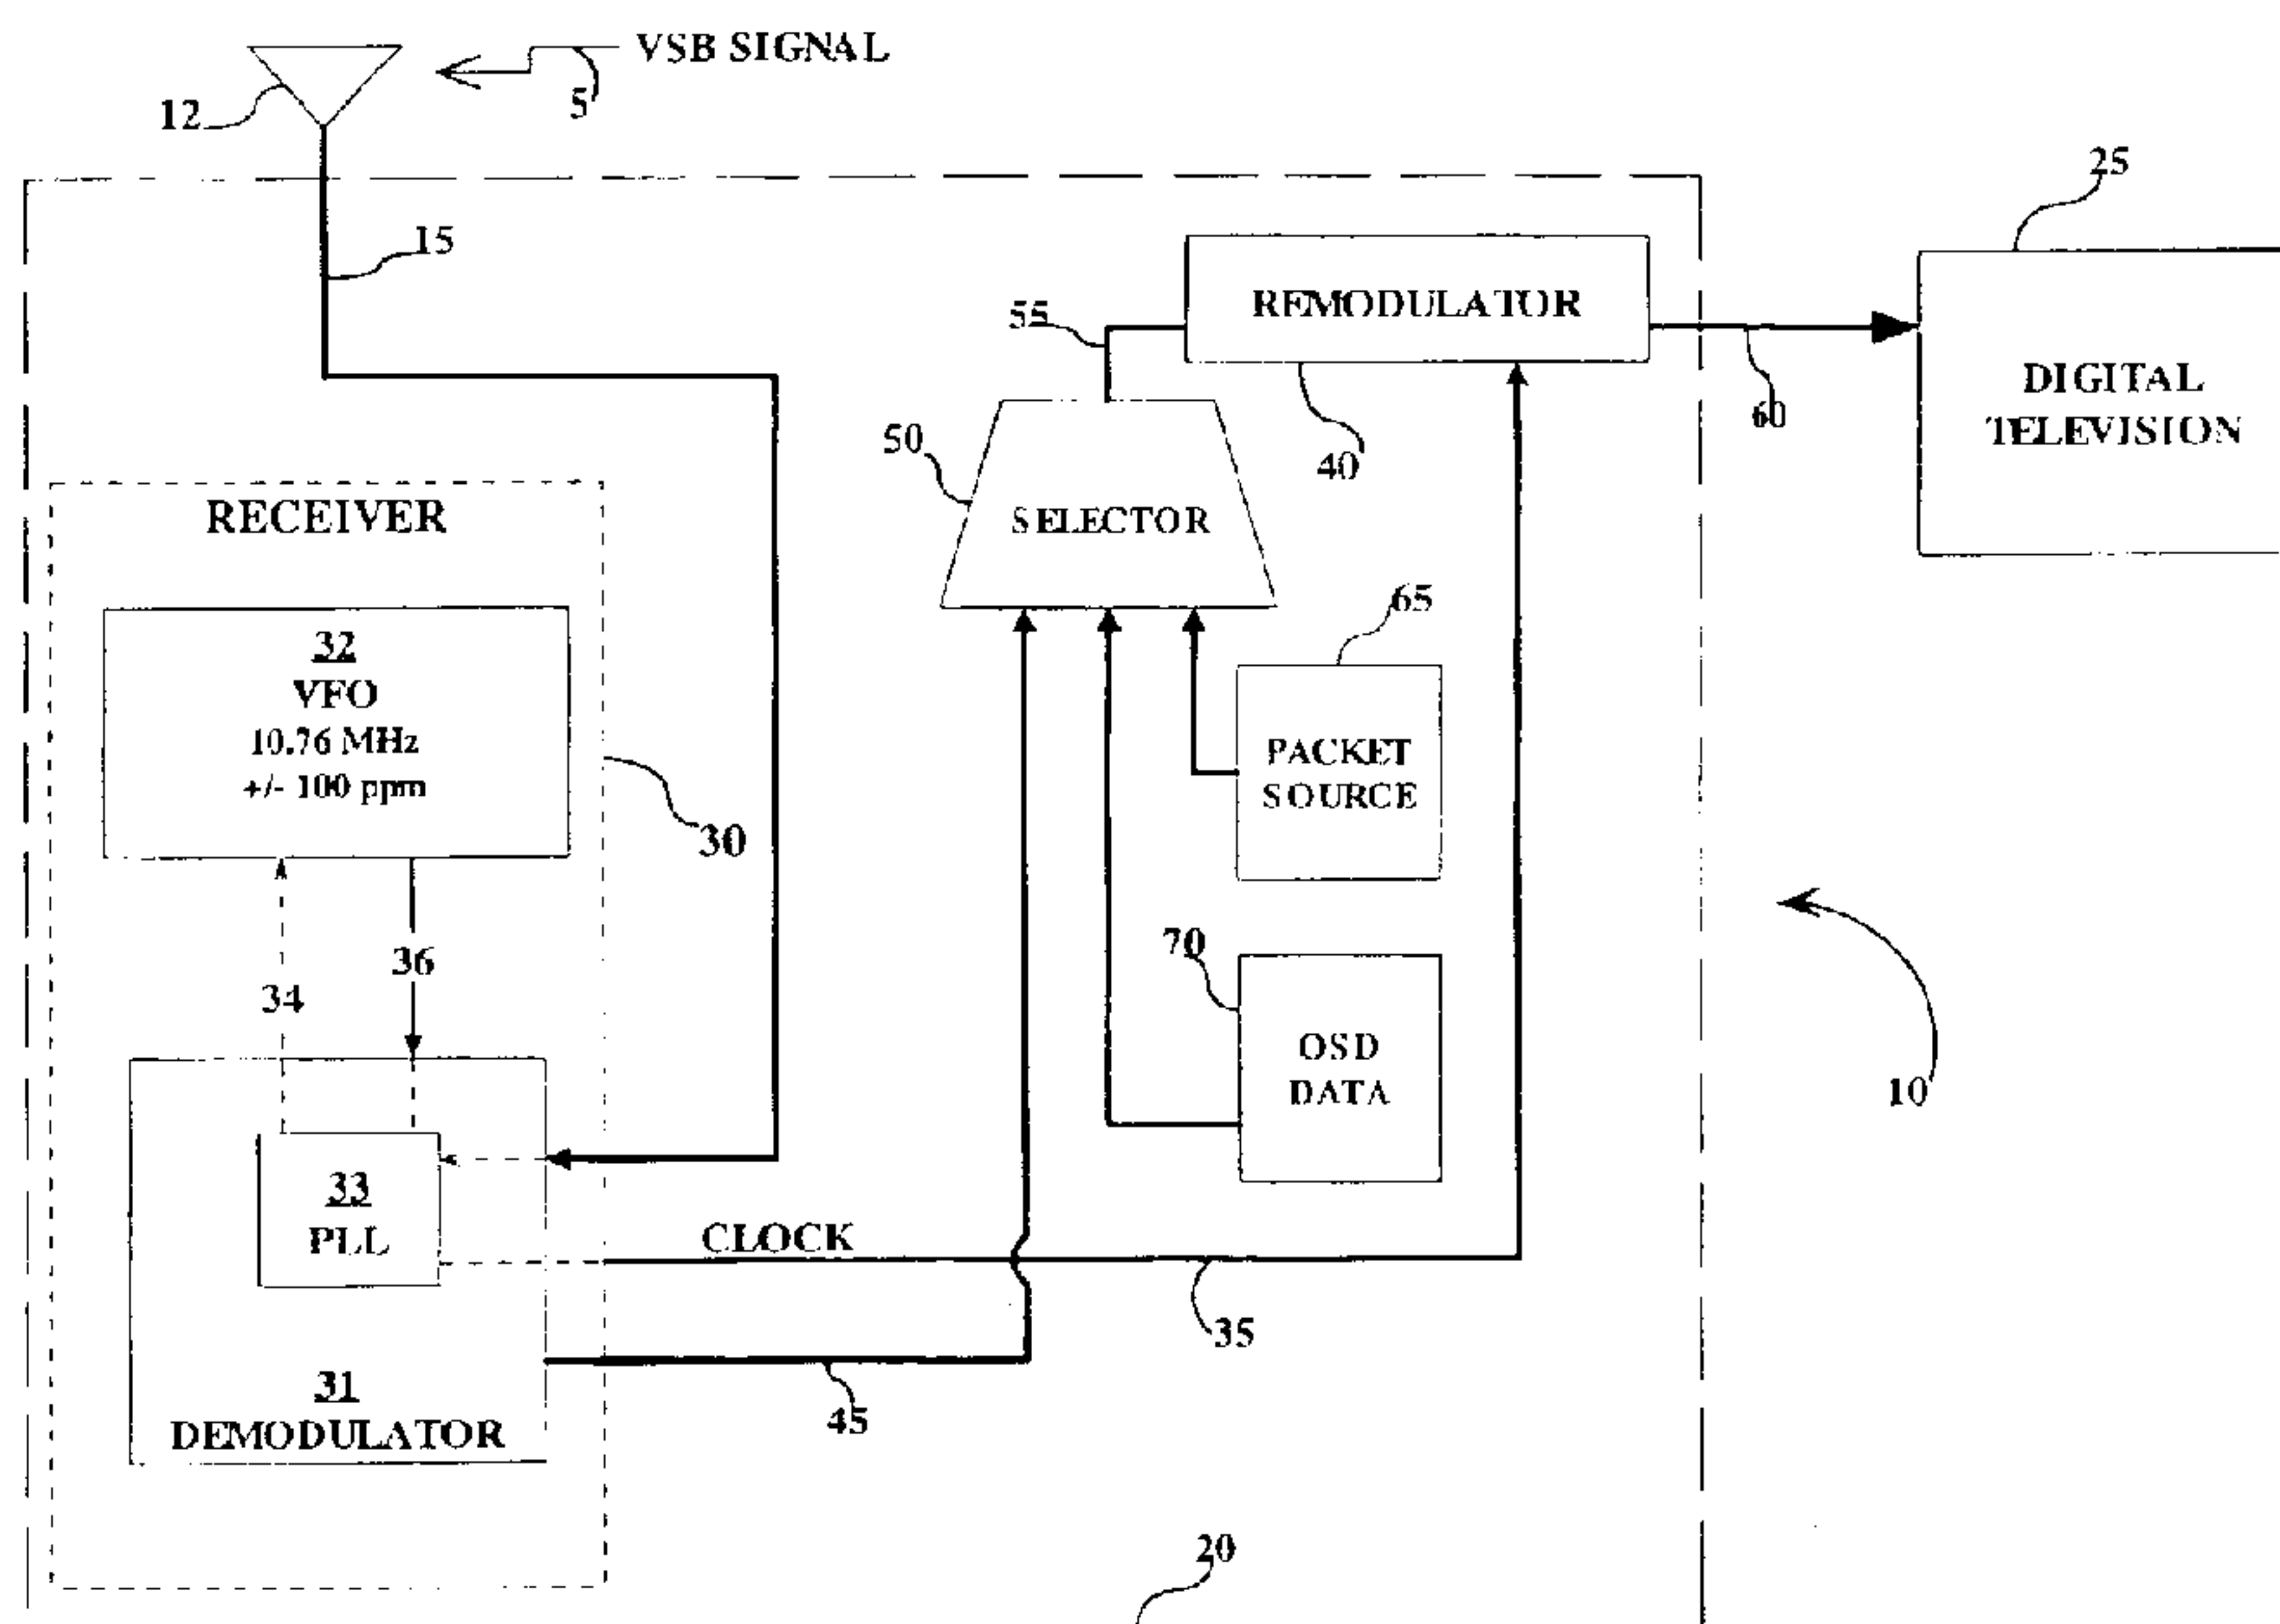 VSB SIGNAL
5
12
15
25
REMODULATOR
55
60
DIGITAL
TELEVISION
40
50
SELECTOR
RECEIVER
65
32
VFO
10.76 MHz
+/- 100 ppm
30
PACKET
SOURCE
70
36
34
OSD
DATA
10
33
PLL
CLOCK
35
31
DEMODULATOR
45
20